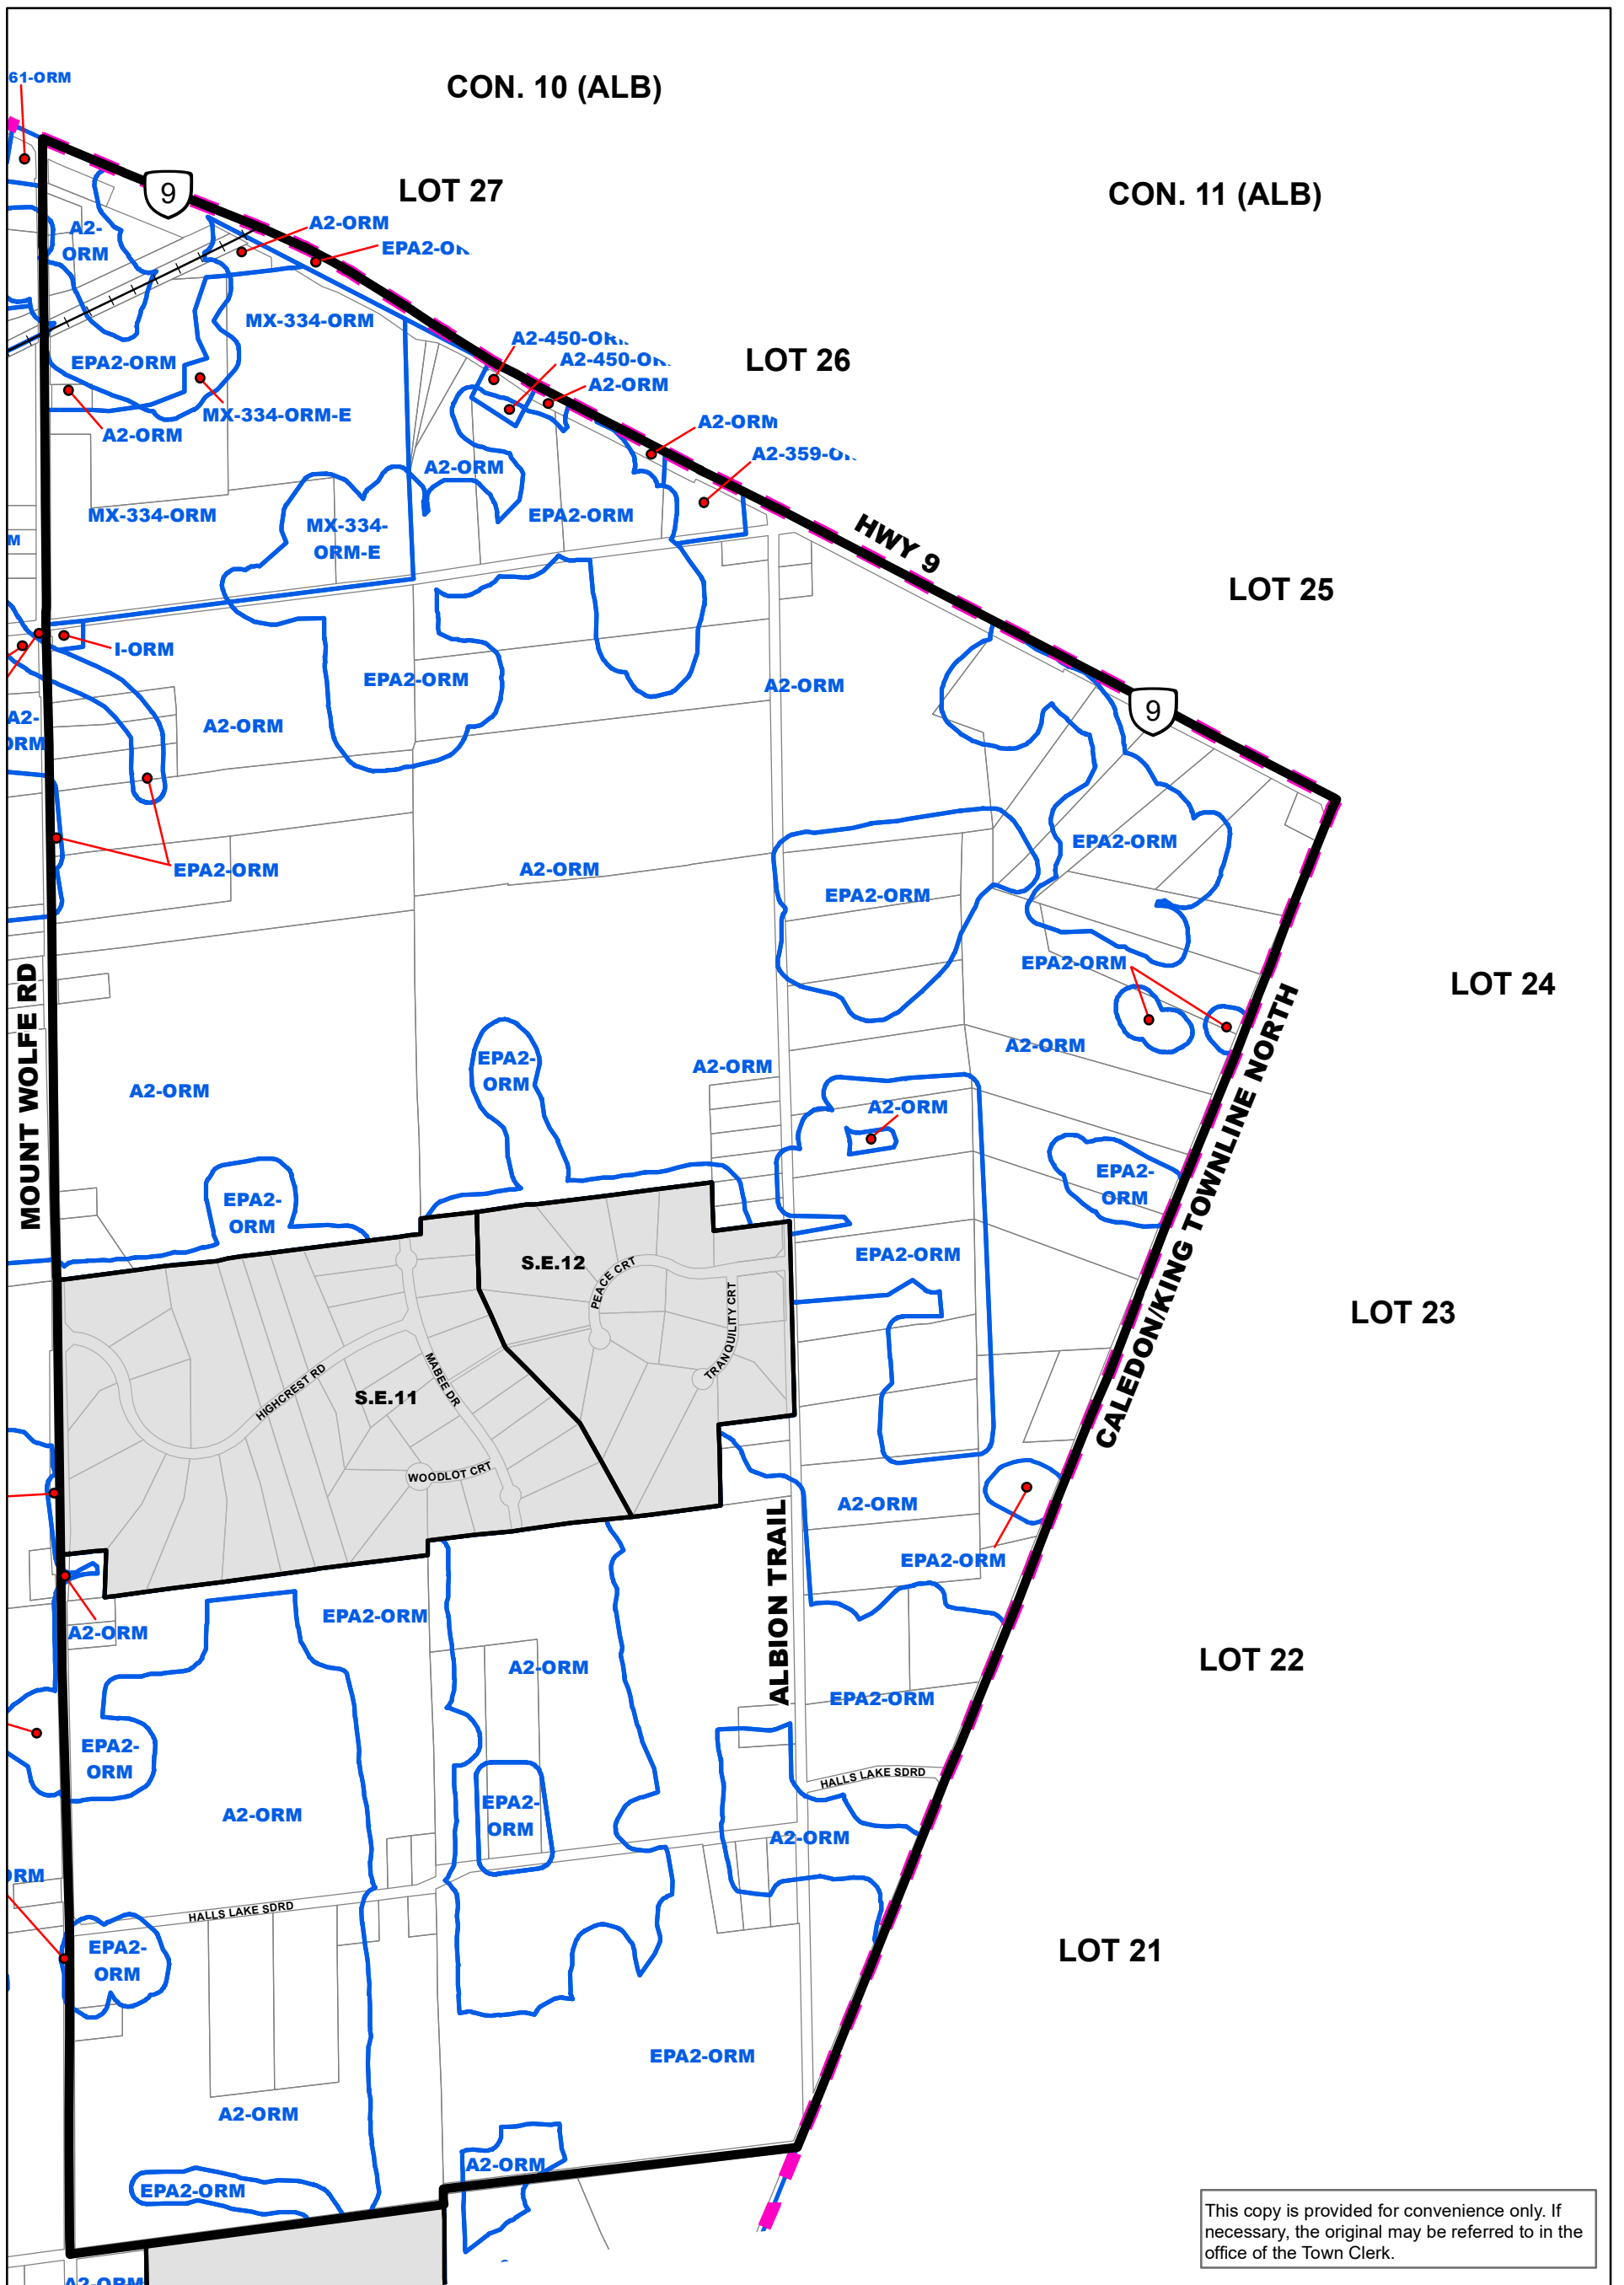 61-ORM
CON. 10 (ALB)
LOT 27
CON. 11 (ALB)
9
A2-ORM
A2-
ORM
MX-334-ORM
EPA2-ORM
LOT 26
A2-ORM
A2-ORM
MX-334-ORM-E
A2-ORM
A2-ORM
MX-334-ORM
MX-334-
ORM-E
EPA2-ORM
HWY 9
LOT 25
I-ORM
EPA2-ORM
A2-ORM
A2-
ORM
A2-ORM
9
EPA2-ORM
EPA2-ORM
A2-ORM
EPA2-ORM
EPA2-ORM
LOT 24
MOUNT WOLFE RD
A2-ORM
EPA2-
ORM
A2-ORM
A2-ORM
A2-ORM
CALEDON/KING TOWNLINE NORTH
EPA2-
ORM
EPA2-
ORM
S.E.12
PEACE CRT
TRANQUILITY CRT
EPA2-ORM
LOT 23
HIGHCREST RD
MABEE DR
S.E.11
WOODLOT CRT
A2-ORM
EPA2-ORM
ALBION TRAIL
A2-ORM
EPA2-ORM
A2-ORM
LOT 22
EPA2-ORM
EPA2-
ORM
HALLS LAKE SDRD
A2-ORM
EPA2-
ORM
A2-ORM
ORM
HALLS LAKE SDRD
EPA2-
ORM
LOT 21
EPA2-ORM
A2-ORM
A2-ORM
EPA2-ORM
This copy is provided for convenience only. If
necessary, the original may be referred to in the
office of the Town Clerk.
A2-ORM